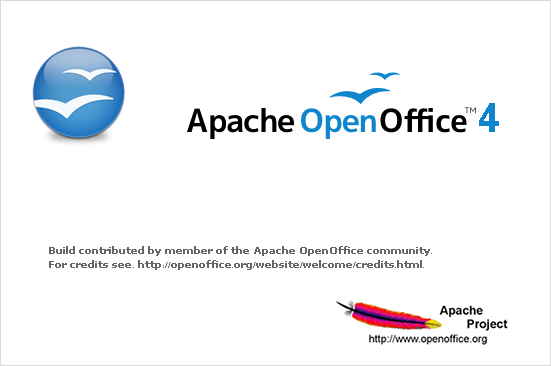 Apache OpenOffice™ 4
Build contributed by member of the Apache OpenOffice community.
For credits see. http://openoffice.org/website/welcome/credits.html.
Apache
Project
http://www.openoffice.org